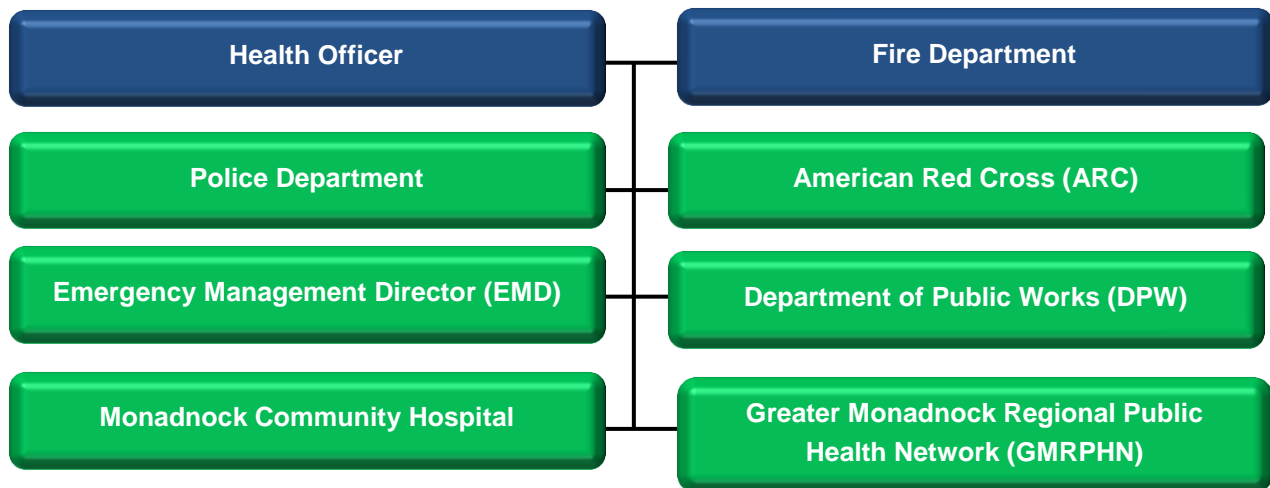 Health Officer
Fire Department
Police Department
American Red Cross (ARC)
Emergency Management Director (EMD)
Department of Public Works (DPW)
Monadnock Community Hospital
Greater Monadnock Regional Public
Health Network (GMRPHN)